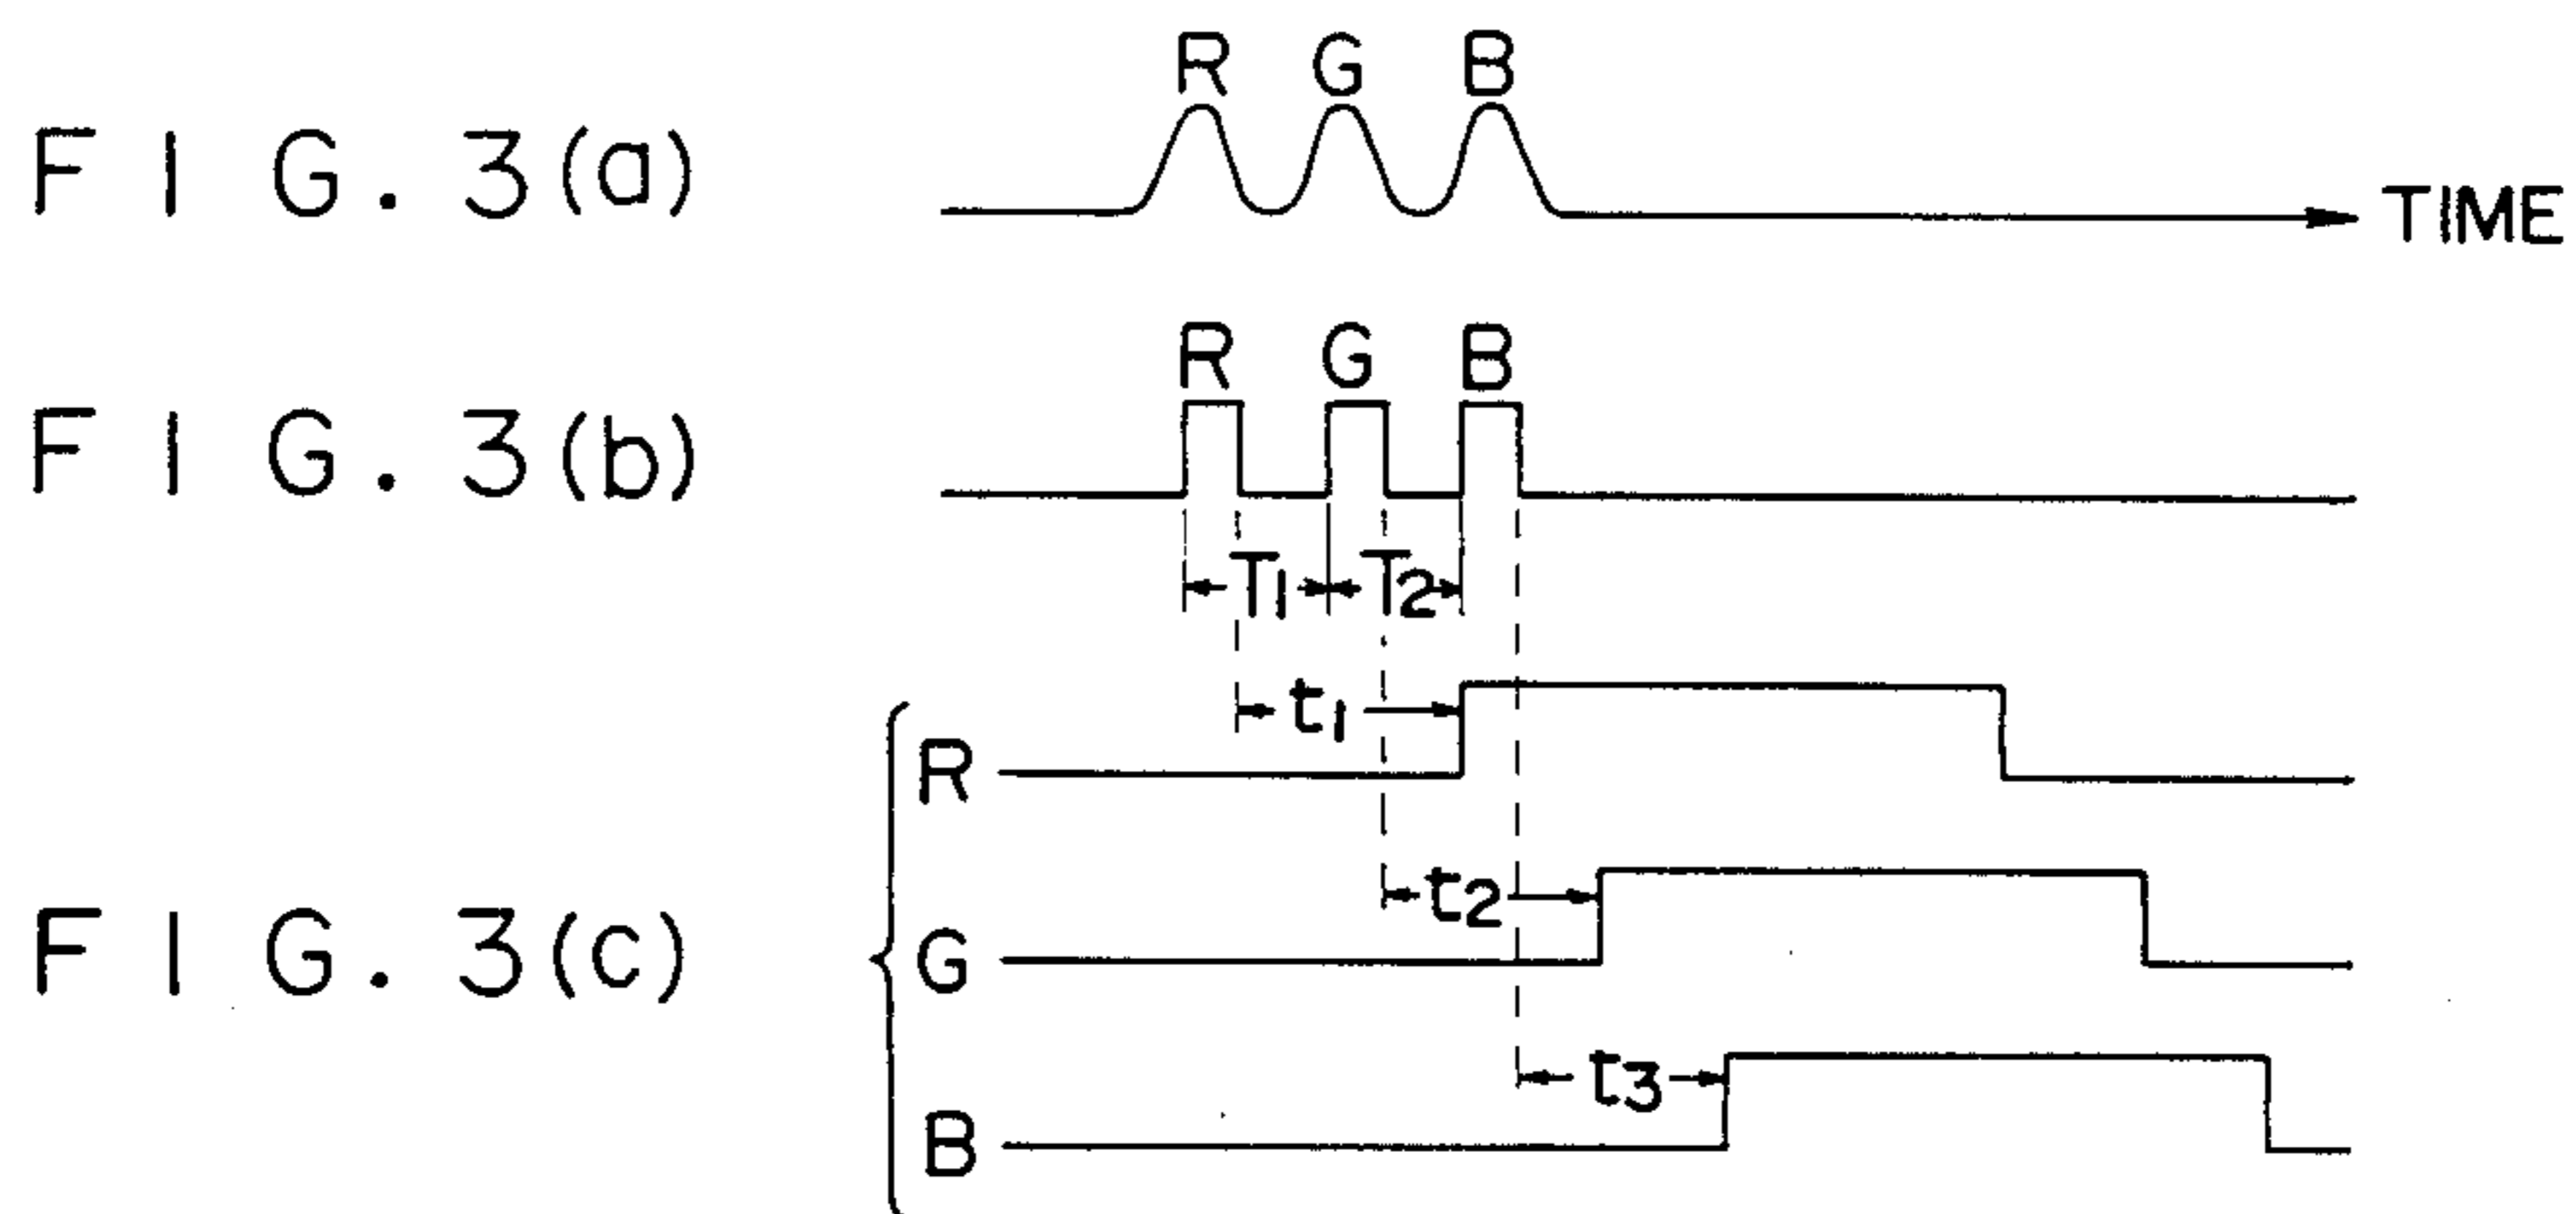 R G B
FIG. 3(a)
TIME
R G B
FIG. 3(b)
T1 T2
t1
R
t2
FIG. 3(c)
G
t3
B